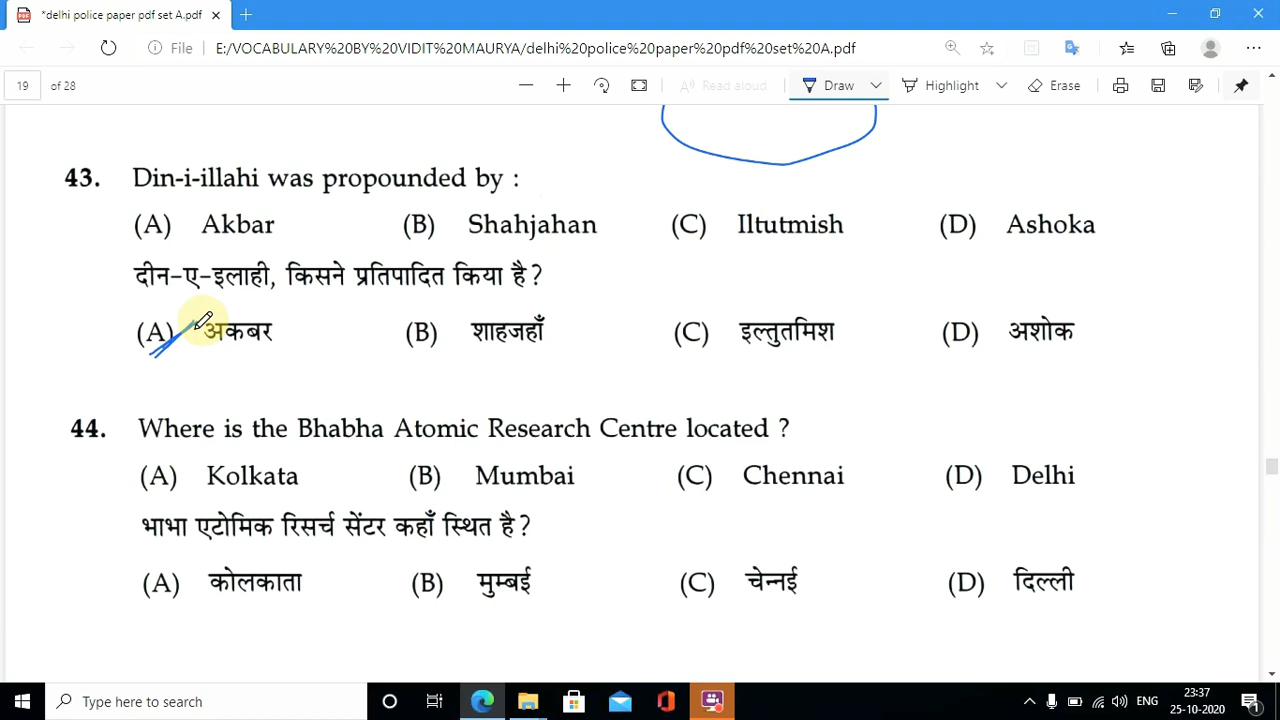 *delhi police paper pdf set A.pdf
File E:/VOCABULARY%20BY%20VIDIT%20MAURYA/delhi%20police%20paper%20pdf%20set%20A.pdf
19 of 28 Read aloud Draw Highlight Erase
43. Din-i-illahi was propounded by :
(A) Akbar (B) Shahjahan (C) Iltutmish (D) Ashoka
दीन-ए-इलाही, किसने प्रतिपादित किया है ?
(A) अकबर (B) शाहजहाँ (C) इल्तुतमिश (D) अशोक
44. Where is the Bhabha Atomic Research Centre located ?
(A) Kolkata (B) Mumbai (C) Chennai (D) Delhi
भाभा एटोमिक रिसर्च सेंटर कहाँ स्थित है ?
(A) कोलकाता (B) मुम्बई (C) चेन्नई (D) दिल्ली
Type here to search ENG 23:37
25-10-2020